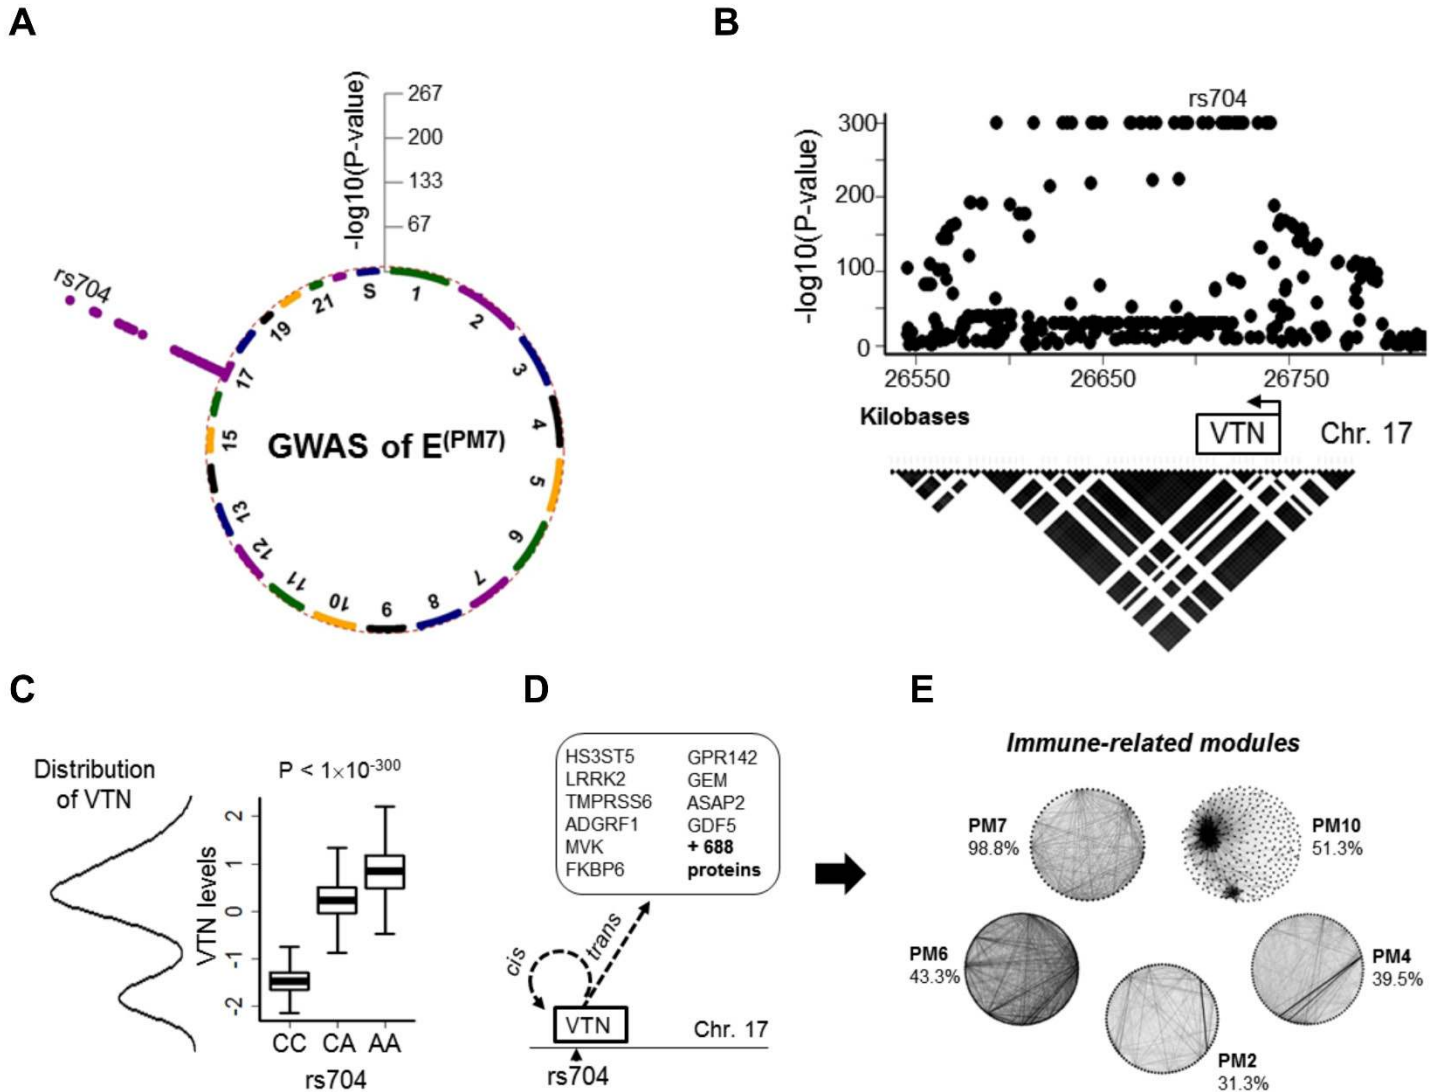 A
-log10(P-value)
267
200
133
67
rs704
S
1
2
3
4
5
6
7
8
9
10
11
12
13
15
17
19
21
GWAS of E(PM7)
B
rs704
-log10(P-value)
300
200
100
0
26550
26650
26750
Kilobases
VTN
Chr. 17
C
Distribution
of VTN
P < 1×10-300
VTN levels
2
1
0
-1
-2
CC CA AA
rs704
D
HS3ST5 GPR142
LRRK2 GEM
TMPRSS6 ASAP2
ADGRF1 GDF5
MVK + 688
FKBP6 proteins
cis
trans
VTN
Chr. 17
rs704
E
Immune-related modules
PM7
98.8%
PM10
51.3%
PM6
43.3%
PM4
39.5%
PM2
31.3%